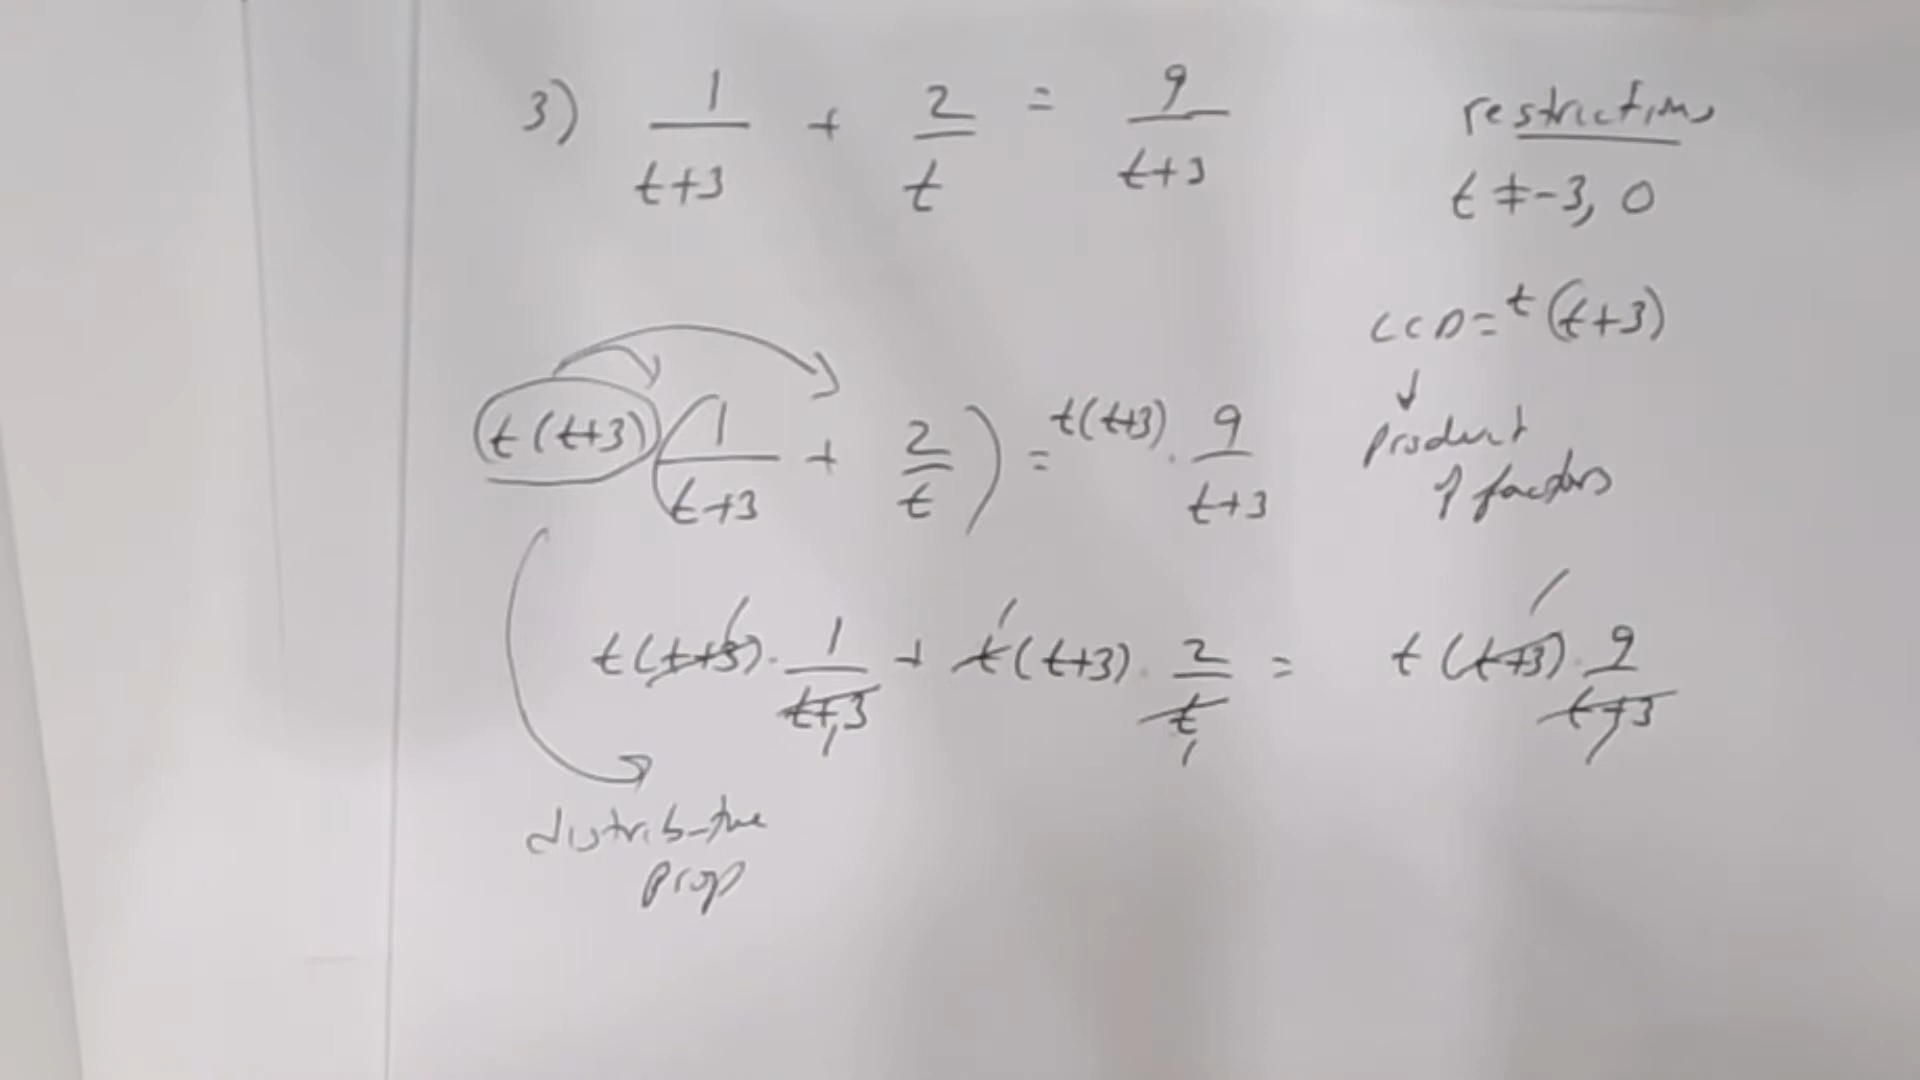 3) 1/(t+3) + 2/t = 9/(t+3)
restrictions
t ≠ -3, 0
LCD = t(t+3)
↓
product
of factors
t(t+3)(1/(t+3) + 2/t) = t(t+3) · 9/(t+3)
t(t+3) · 1/(t+3) + t(t+3) · 2/t = t(t+3) · 9/(t+3)
distributive
prop